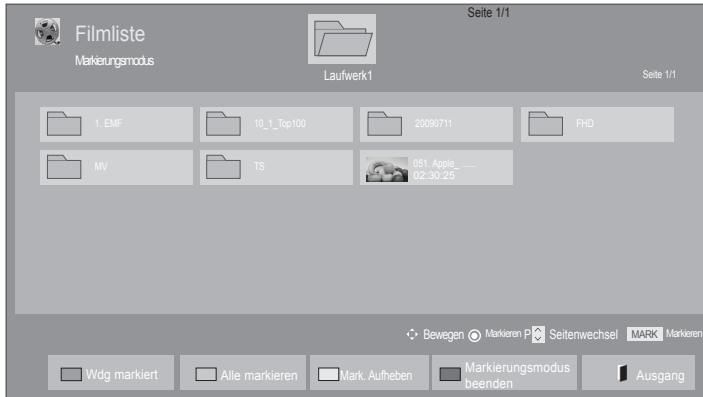 Seite 1/1
Filmliste
Markierungsmodus
Laufwerk1
Seite 1/1
1. EMF
10_1_Top100
20090711
FHD
MV
TS
051. Apple_ ......
02:30:25
Bewegen Markieren P Seitenwechsel MARK Markieren
Wdg markiert
Alle markieren
Mark. Aufheben
Markierungsmodus
beenden
Ausgang